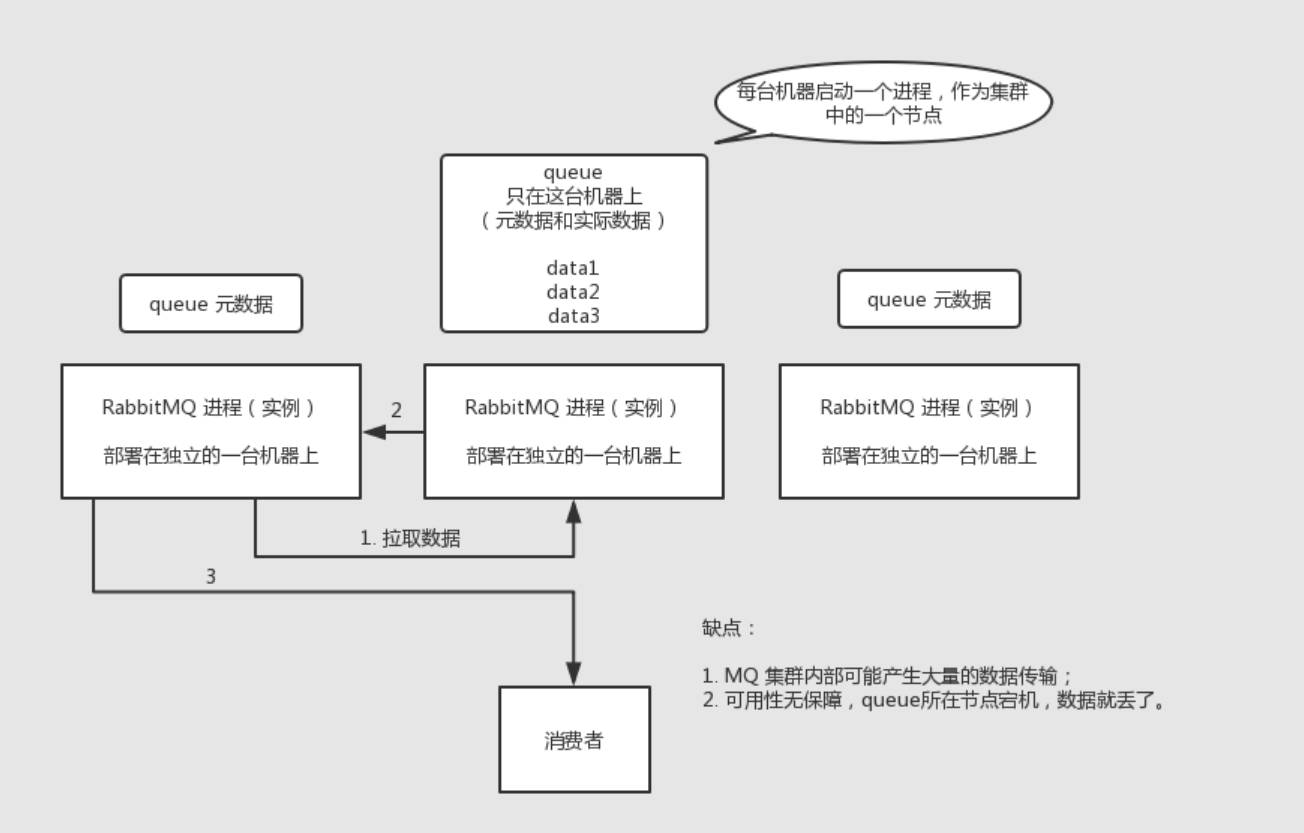 每台机器启动一个进程，作为集群
中的一个节点
queue
只在这台机器上
（元数据和实际数据）
data1
data2
data3
queue 元数据
queue 元数据
RabbitMQ 进程（实例）
部署在独立的一台机器上
2
RabbitMQ 进程（实例）
部署在独立的一台机器上
RabbitMQ 进程（实例）
部署在独立的一台机器上
1. 拉取数据
3
缺点：
1. MQ 集群内部可能产生大量的数据传输；
2. 可用性无保障，queue所在节点宕机，数据就丢了。
消费者